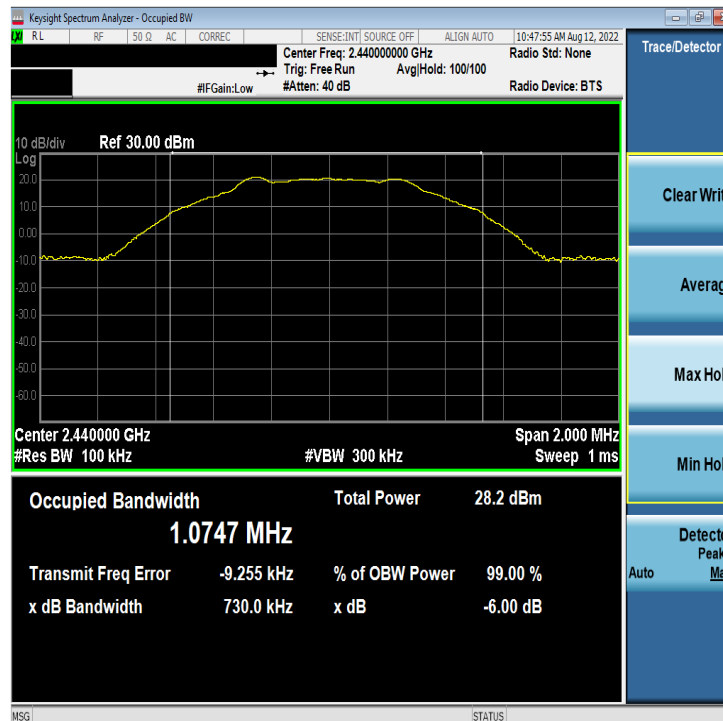 Keysight Spectrum Analyzer - Occupied BW
LXI RL RF 50 Ω AC CORREC SENSE:INT SOURCE OFF ALIGN AUTO 10:47:55 AM Aug 12, 2022
Center Freq: 2.440000000 GHz Radio Std: None
Trig: Free Run Avg|Hold: 100/100
#IFGain:Low #Atten: 40 dB Radio Device: BTS
Trace/Detector
10 dB/div Ref 30.00 dBm
Log
20.0
10.0
0.00
-10.0
-20.0
-30.0
-40.0
-50.0
-60.0
Center 2.440000 GHz Span 2.000 MHz
#Res BW 100 kHz #VBW 300 kHz Sweep 1 ms
Occupied Bandwidth Total Power 28.2 dBm
1.0747 MHz
Transmit Freq Error -9.255 kHz % of OBW Power 99.00 %
x dB Bandwidth 730.0 kHz x dB -6.00 dB
Clear Writ
Averag
Max Hol
Min Hol
Detecto
Peak
Auto Ma
MSG STATUS